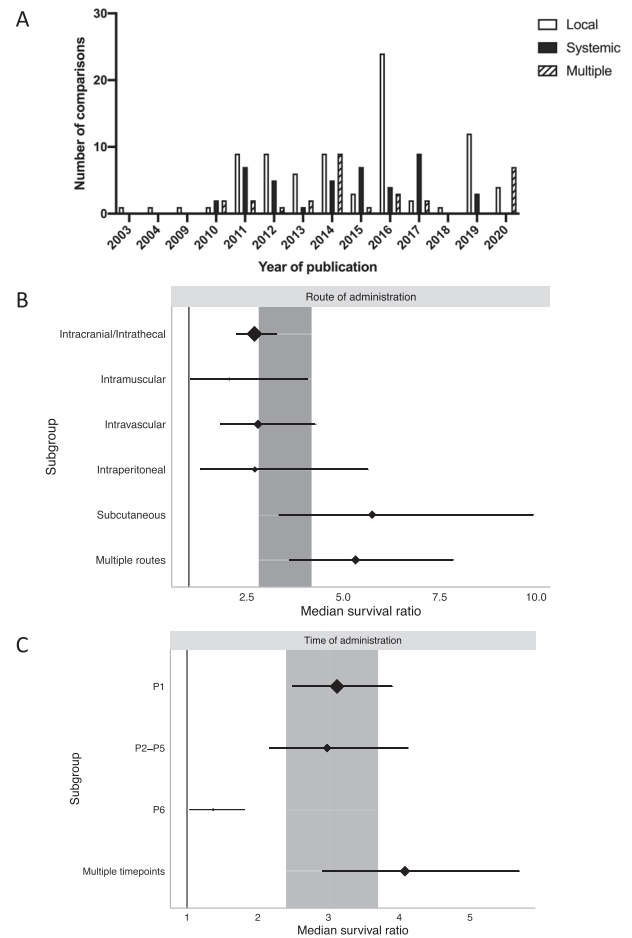 A
30
20
10
0
Number of comparisons
Local
Systemic
Multiple
2003 2004 2009 2010 2011 2012 2013 2014 2015 2016 2017 2018 2019 2020
Year of publication
B
Route of administration
Subgroup
Intracranial/Intrathecal
Intramuscular
Intravascular
Intraperitoneal
Subcutaneous
Multiple routes
2.5 5.0 7.5 10.0
Median survival ratio
C
Time of administration
Subgroup
P1
P2–P5
P6
Multiple timepoints
1 2 3 4 5
Median survival ratio